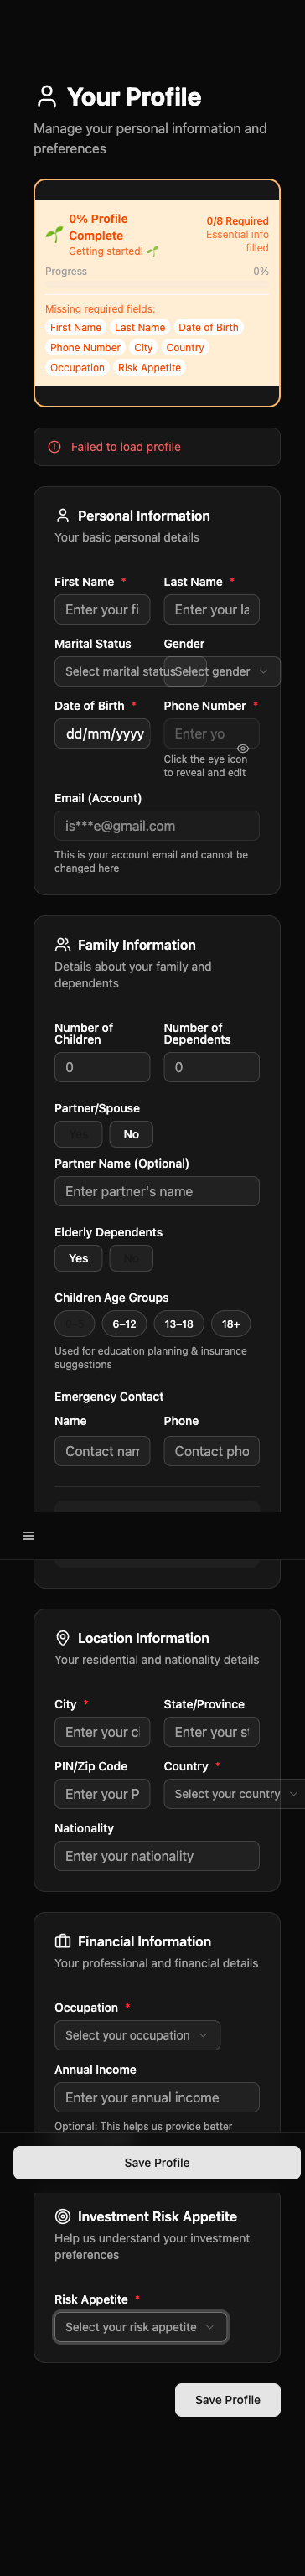 Your Profile
Manage your personal information and
preferences
0% Profile
Complete
Getting started! 🌱
0/8 Required
Essential info
filled
Progress
0%
Missing required fields:
First Name
Last Name
Date of Birth
Phone Number
City
Country
Occupation
Risk Appetite
Failed to load profile
Personal Information
Your basic personal details
First Name *
Last Name *
Enter your fi
Enter your la
Marital Status
Gender
Select marital status
Select gender
Date of Birth *
Phone Number *
dd/mm/yyyy
Enter yo
Click the eye icon
to reveal and edit
Email (Account)
is***e@gmail.com
This is your account email and cannot be
changed here
Family Information
Details about your family and
dependents
Number of
Children
Number of
Dependents
0
0
Partner/Spouse
Yes
No
Partner Name (Optional)
Enter partner's name
Elderly Dependents
Yes
No
Children Age Groups
0–5
6–12
13–18
18+
Used for education planning & insurance
suggestions
Emergency Contact
Name
Phone
Contact nam
Contact pho
Location Information
Your residential and nationality details
City *
State/Province
Enter your ci
Enter your st
PIN/Zip Code
Country *
Enter your P
Select your country
Nationality
Enter your nationality
Financial Information
Your professional and financial details
Occupation *
Select your occupation
Annual Income
Enter your annual income
Optional: This helps us provide better
Save Profile
Investment Risk Appetite
Help us understand your investment
preferences
Risk Appetite *
Select your risk appetite
Save Profile